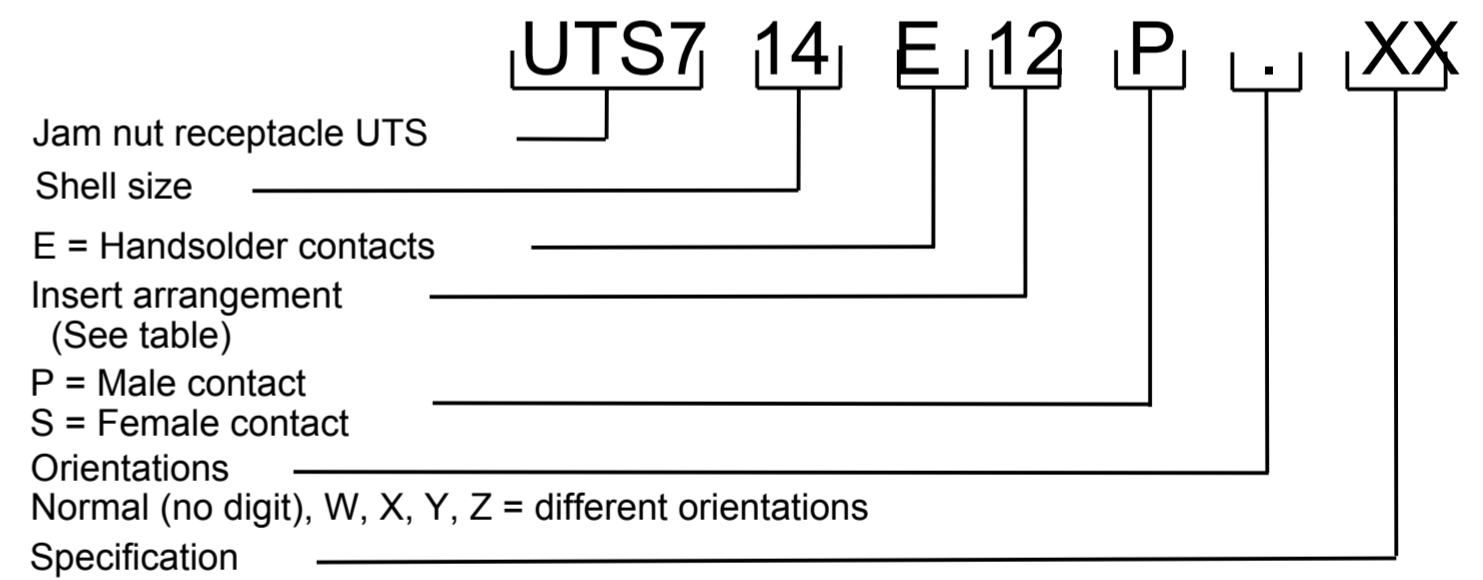 UTS7 14 E 12 P . XX
Jam nut receptacle UTS
Shell size
E = Handsolder contacts
Insert arrangement
(See table)
P = Male contact
S = Female contact
Orientations
Normal (no digit), W, X, Y, Z = different orientations
Specification